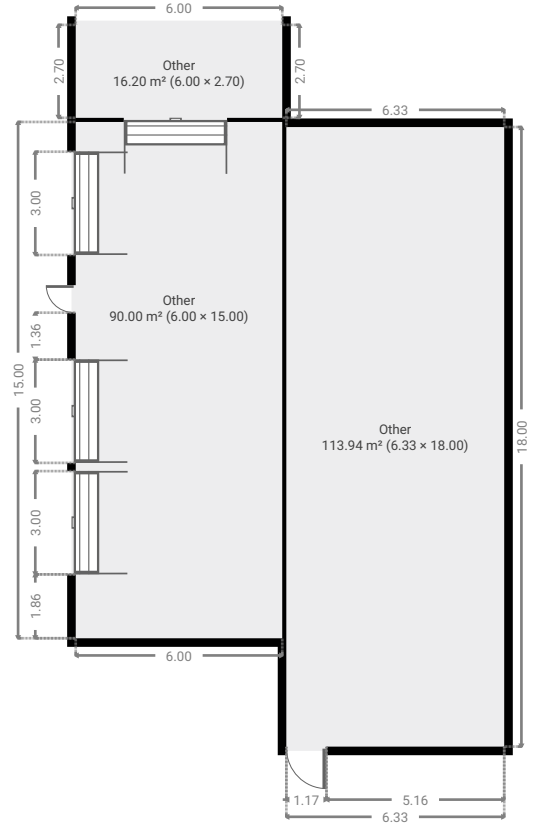 6.00
2.70
Other
16.20 m² (6.00 × 2.70)
2.70
6.33
3.00
Other
90.00 m² (6.00 × 15.00)
1.36
15.00
3.00
Other
113.94 m² (6.33 × 18.00)
18.00
3.00
1.86
6.00
1.17
5.16
6.33